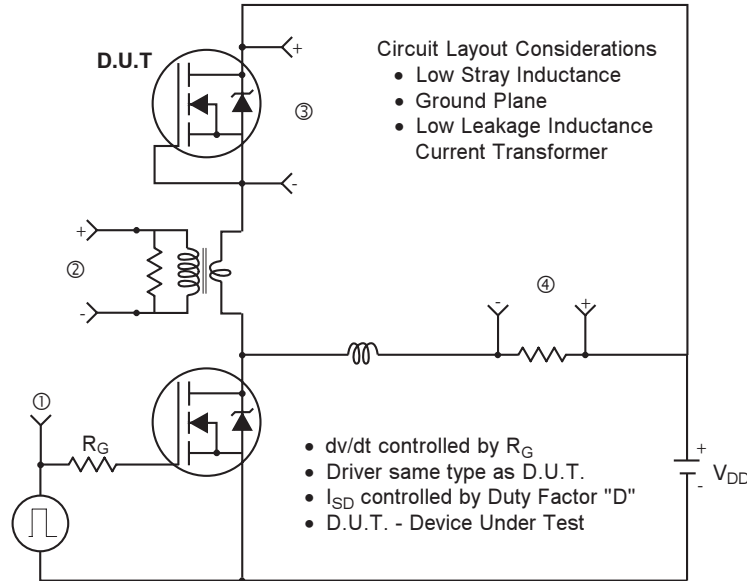 D.U.T
+
Circuit Layout Considerations
• Low Stray Inductance
• Ground Plane
• Low Leakage Inductance
Current Transformer
③
-
+
②
-
④
-
+
①
R_G
• dv/dt controlled by R_G
• Driver same type as D.U.T.
• I_SD controlled by Duty Factor "D"
• D.U.T. - Device Under Test
+
V_DD
-